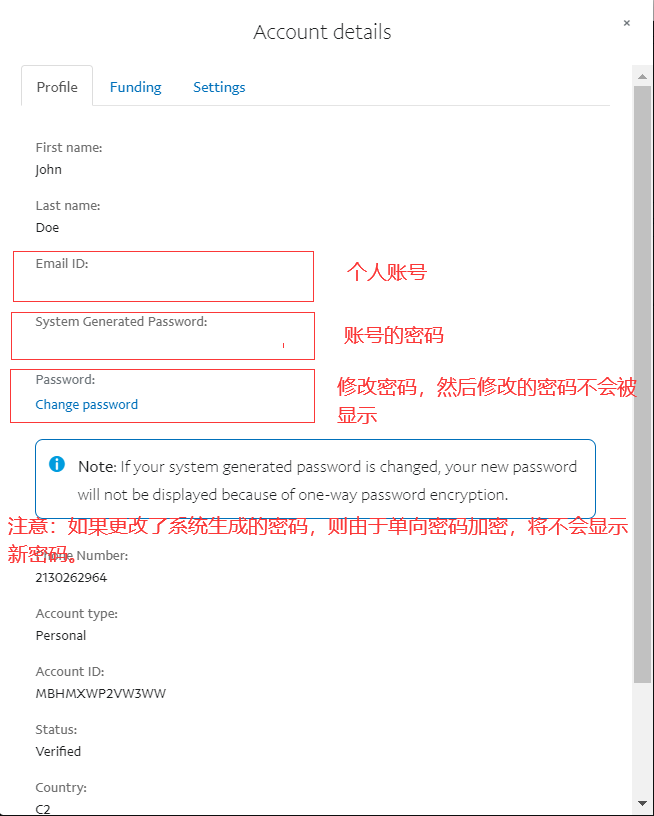 Account details
×
Profile Funding Settings
First name:
John
Last name:
Doe
Email ID:
个人账号
System Generated Password:
账号的密码
Password:
Change password
修改密码，然后修改的密码不会被
显示
Note: If your system generated password is changed, your new password
will not be displayed because of one-way password encryption.
注意：如果更改了系统生成的密码，则由于单向密码加密，将不会显示
新密码。
Phone Number:
2130262964
Account type:
Personal
Account ID:
MBHMXWP2VW3WW
Status:
Verified
Country:
C2